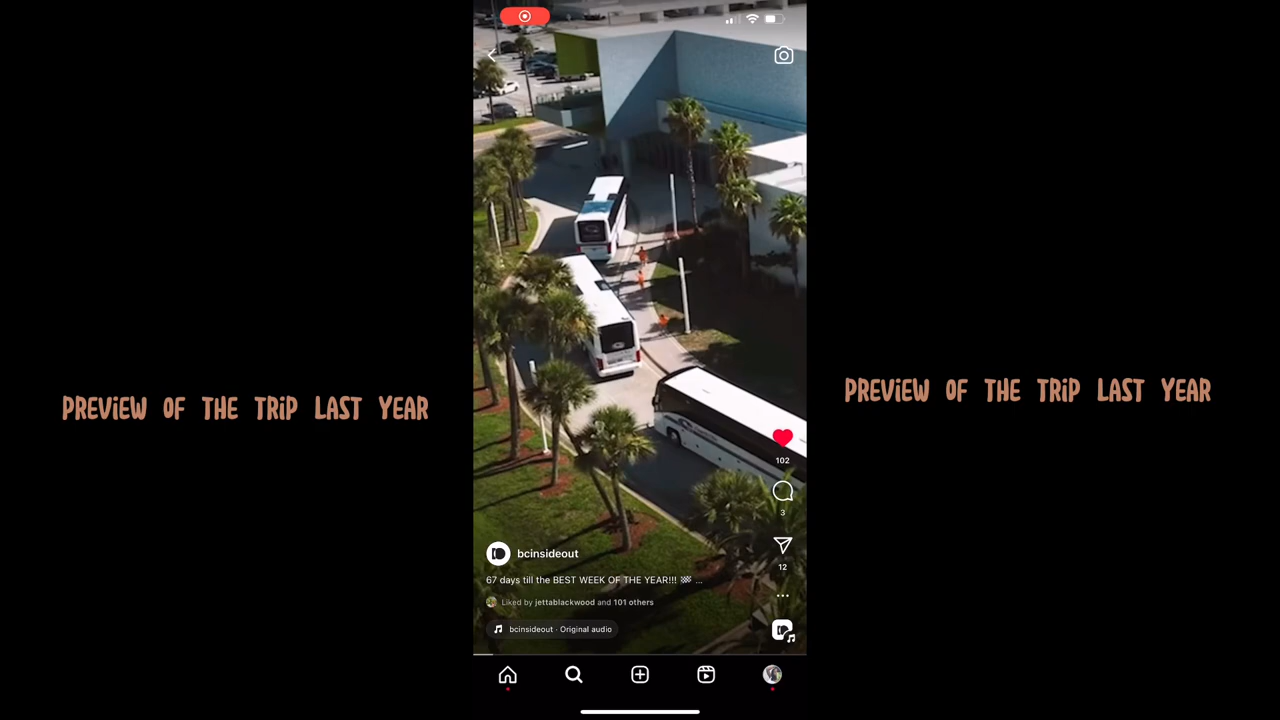 PREVIEW OF THE TRIP LAST YEAR
PREVIEW OF THE TRIP LAST YEAR
102
3
12
bcinsideout
67 days till the BEST WEEK OF THE YEAR!!! 🏁 ...
Liked by jettablackwood and 101 others
bcinsideout · Original audio